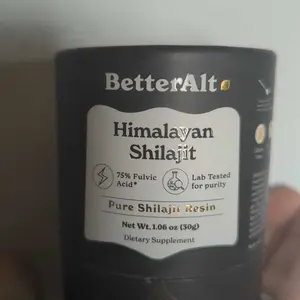 BetterAlt
Himalayan
Shilajit
75% Fulvic
Acid*
Lab Tested
for purity
Pure Shilajit Resin
Net Wt. 1.06 oz (30g)
Dietary Supplement